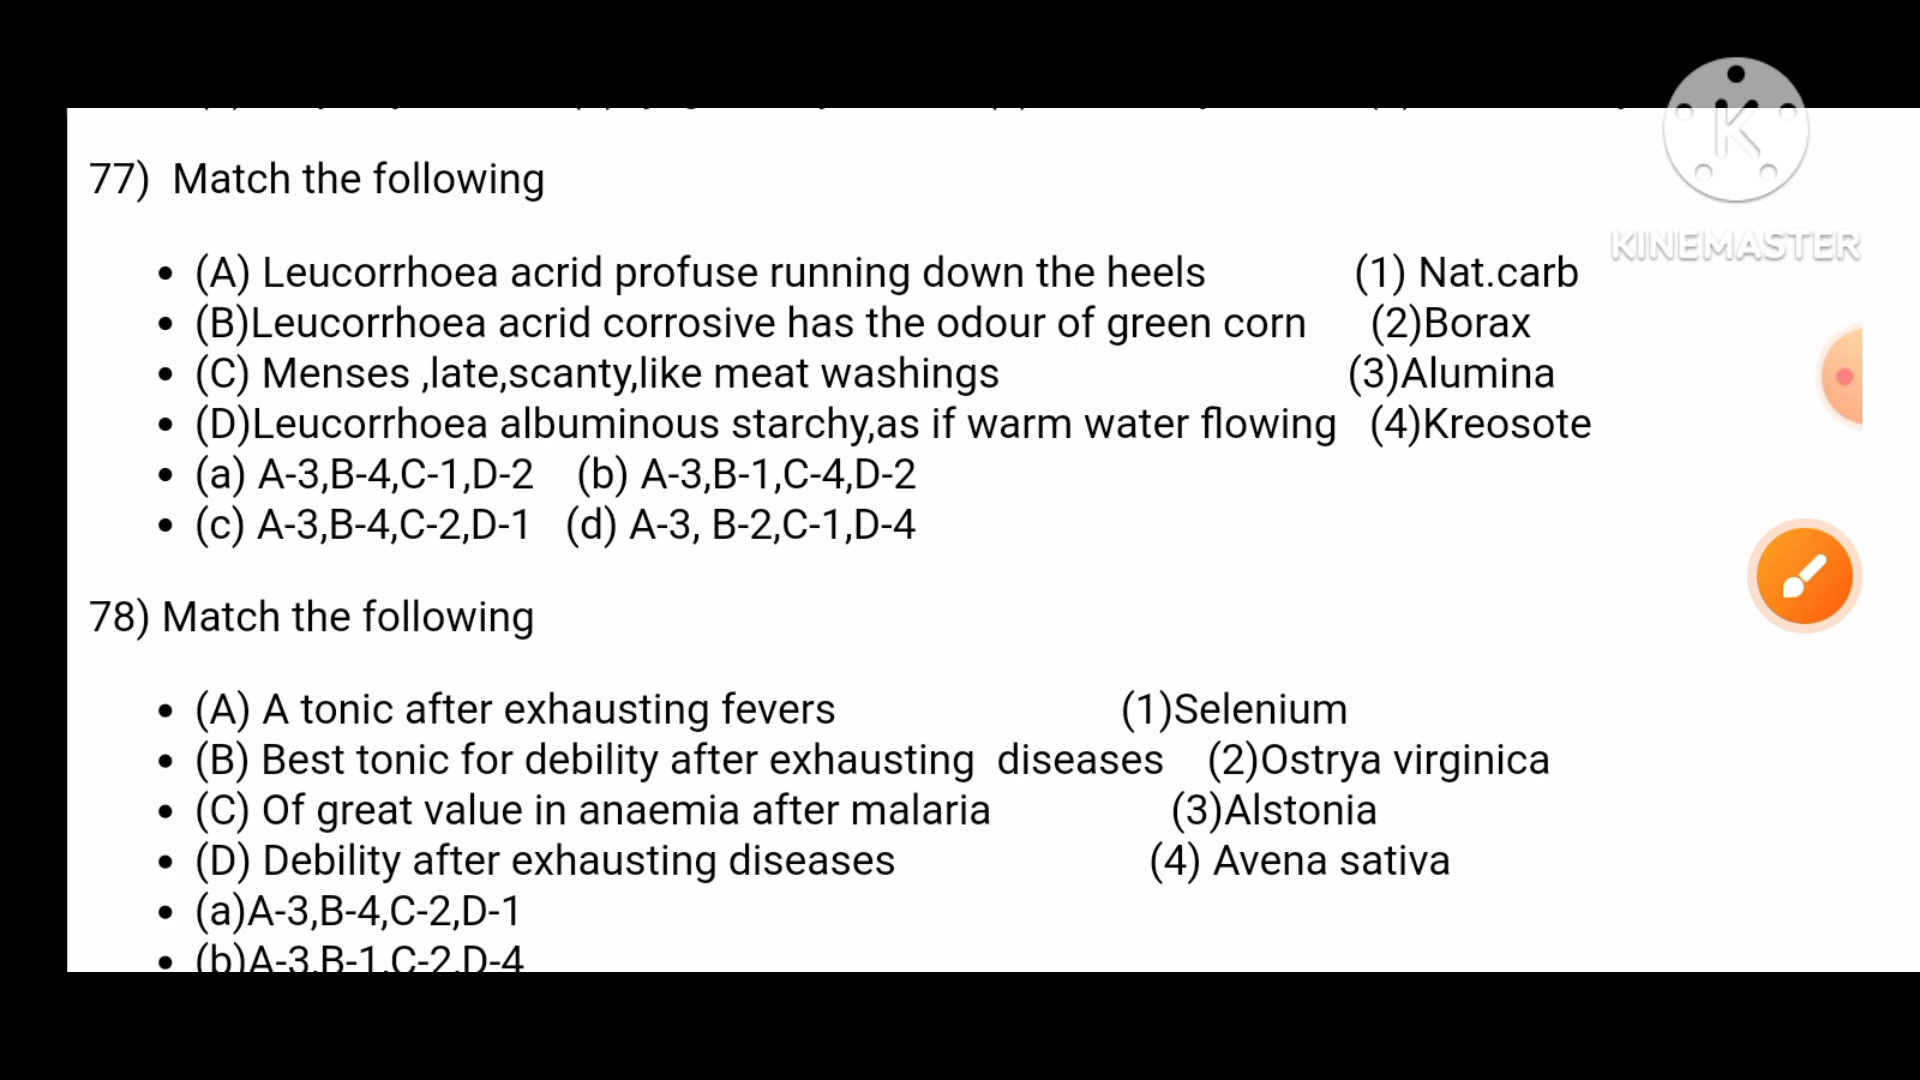 77) Match the following
• (A) Leucorrhoea acrid profuse running down the heels (1) Nat.carb
• (B)Leucorrhoea acrid corrosive has the odour of green corn (2)Borax
• (C) Menses ,late,scanty,like meat washings (3)Alumina
• (D)Leucorrhoea albuminous starchy,as if warm water flowing (4)Kreosote
• (a) A-3,B-4,C-1,D-2 (b) A-3,B-1,C-4,D-2
• (c) A-3,B-4,C-2,D-1 (d) A-3, B-2,C-1,D-4
78) Match the following
• (A) A tonic after exhausting fevers (1)Selenium
• (B) Best tonic for debility after exhausting diseases (2)Ostrya virginica
• (C) Of great value in anaemia after malaria (3)Alstonia
• (D) Debility after exhausting diseases (4) Avena sativa
• (a)A-3,B-4,C-2,D-1
• (b)A-3,B-1,C-2,D-4
K
KINEMASTER